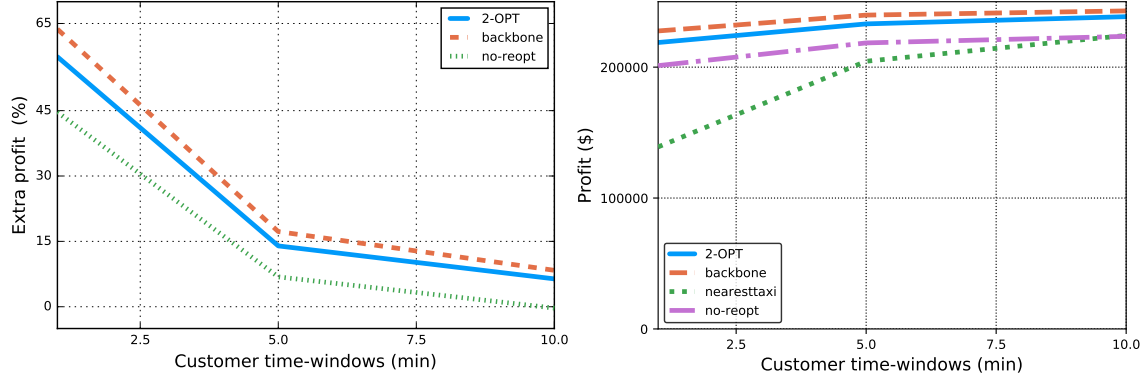 65
45
30
15
0
Extra profit (%)
2.5
5.0
7.5
10.0
Customer time-windows (min)
2-OPT
backbone
no-reopt
200000
100000
0
Profit ($)
2.5
5.0
7.5
10.0
Customer time-windows (min)
2-OPT
backbone
nearesttaxi
no-reopt